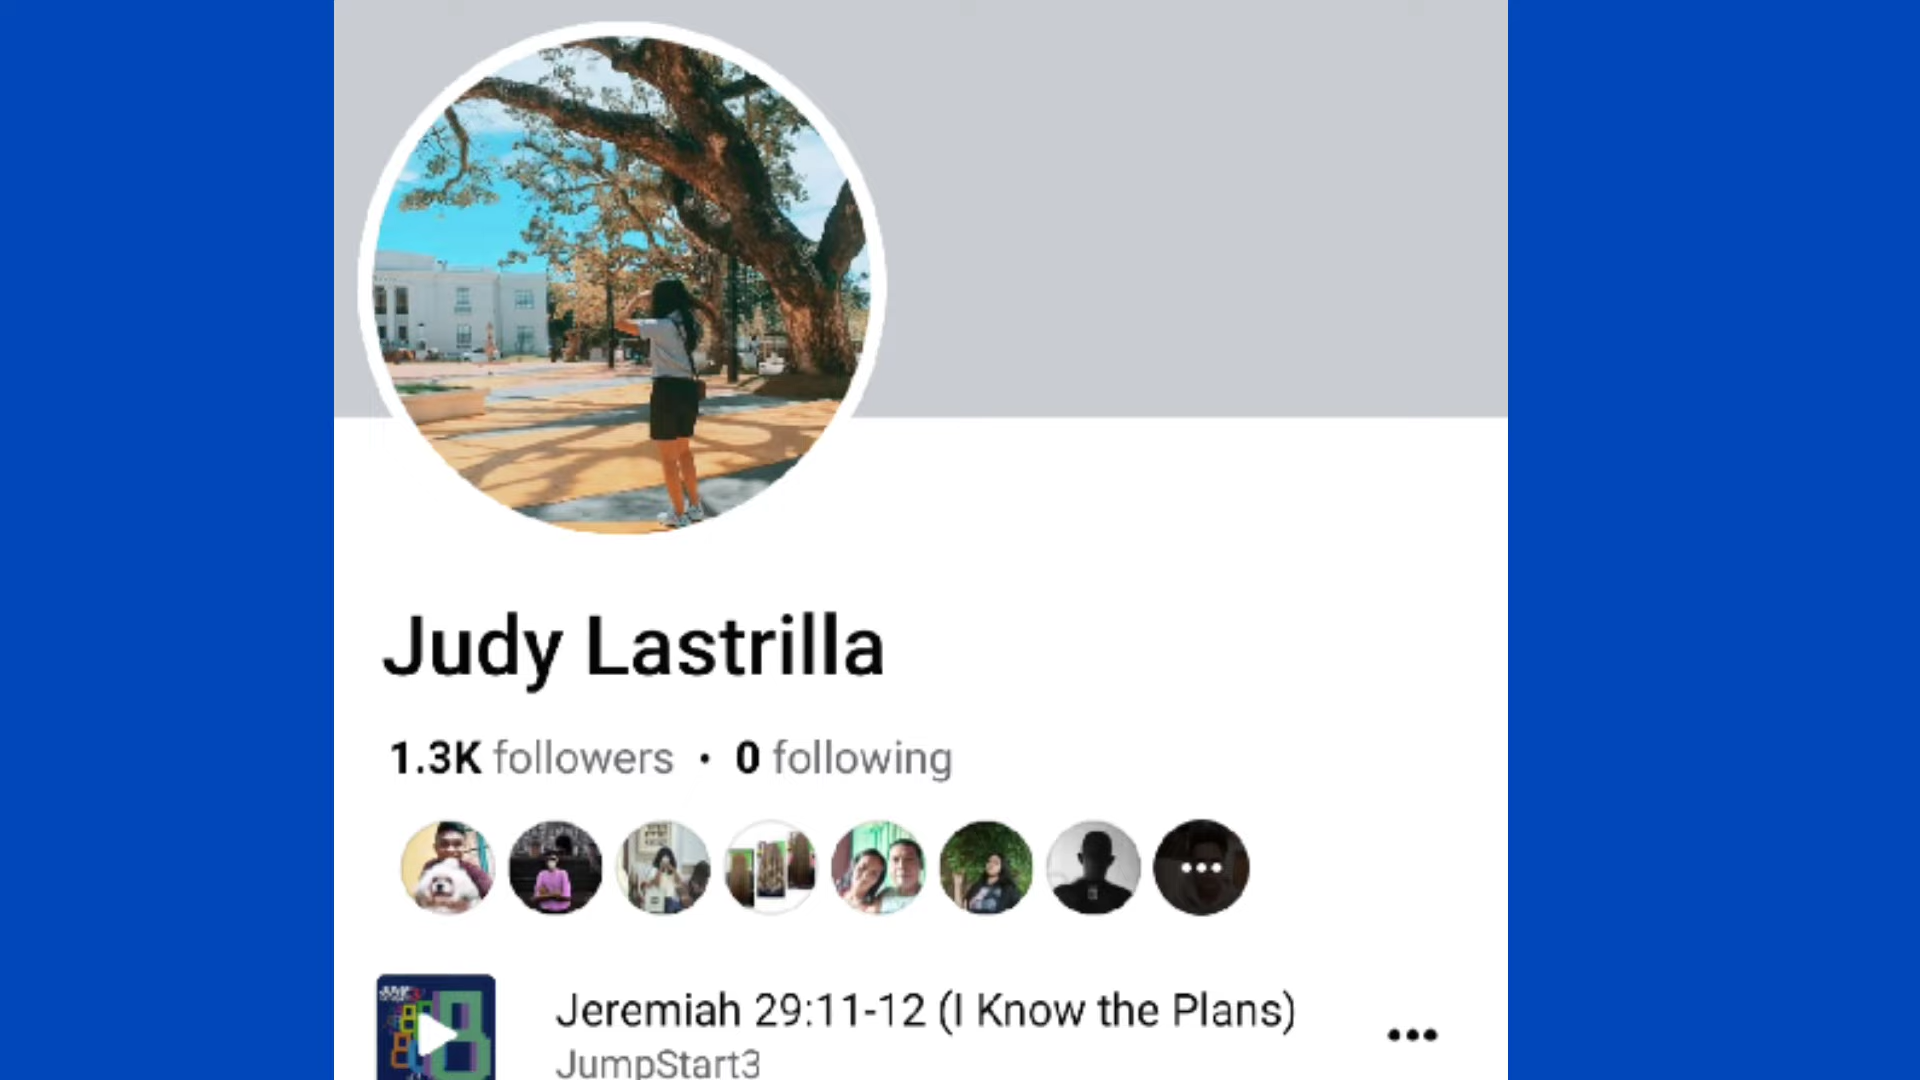 Judy Lastrilla
1.3K followers • 0 following
Jeremiah 29:11-12 (I Know the Plans)
JumpStart3